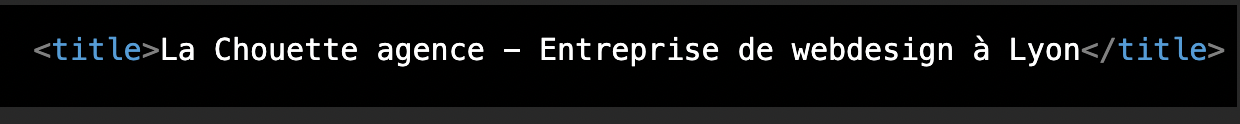 <title>La Chouette agence – Entreprise de webdesign à Lyon</title>